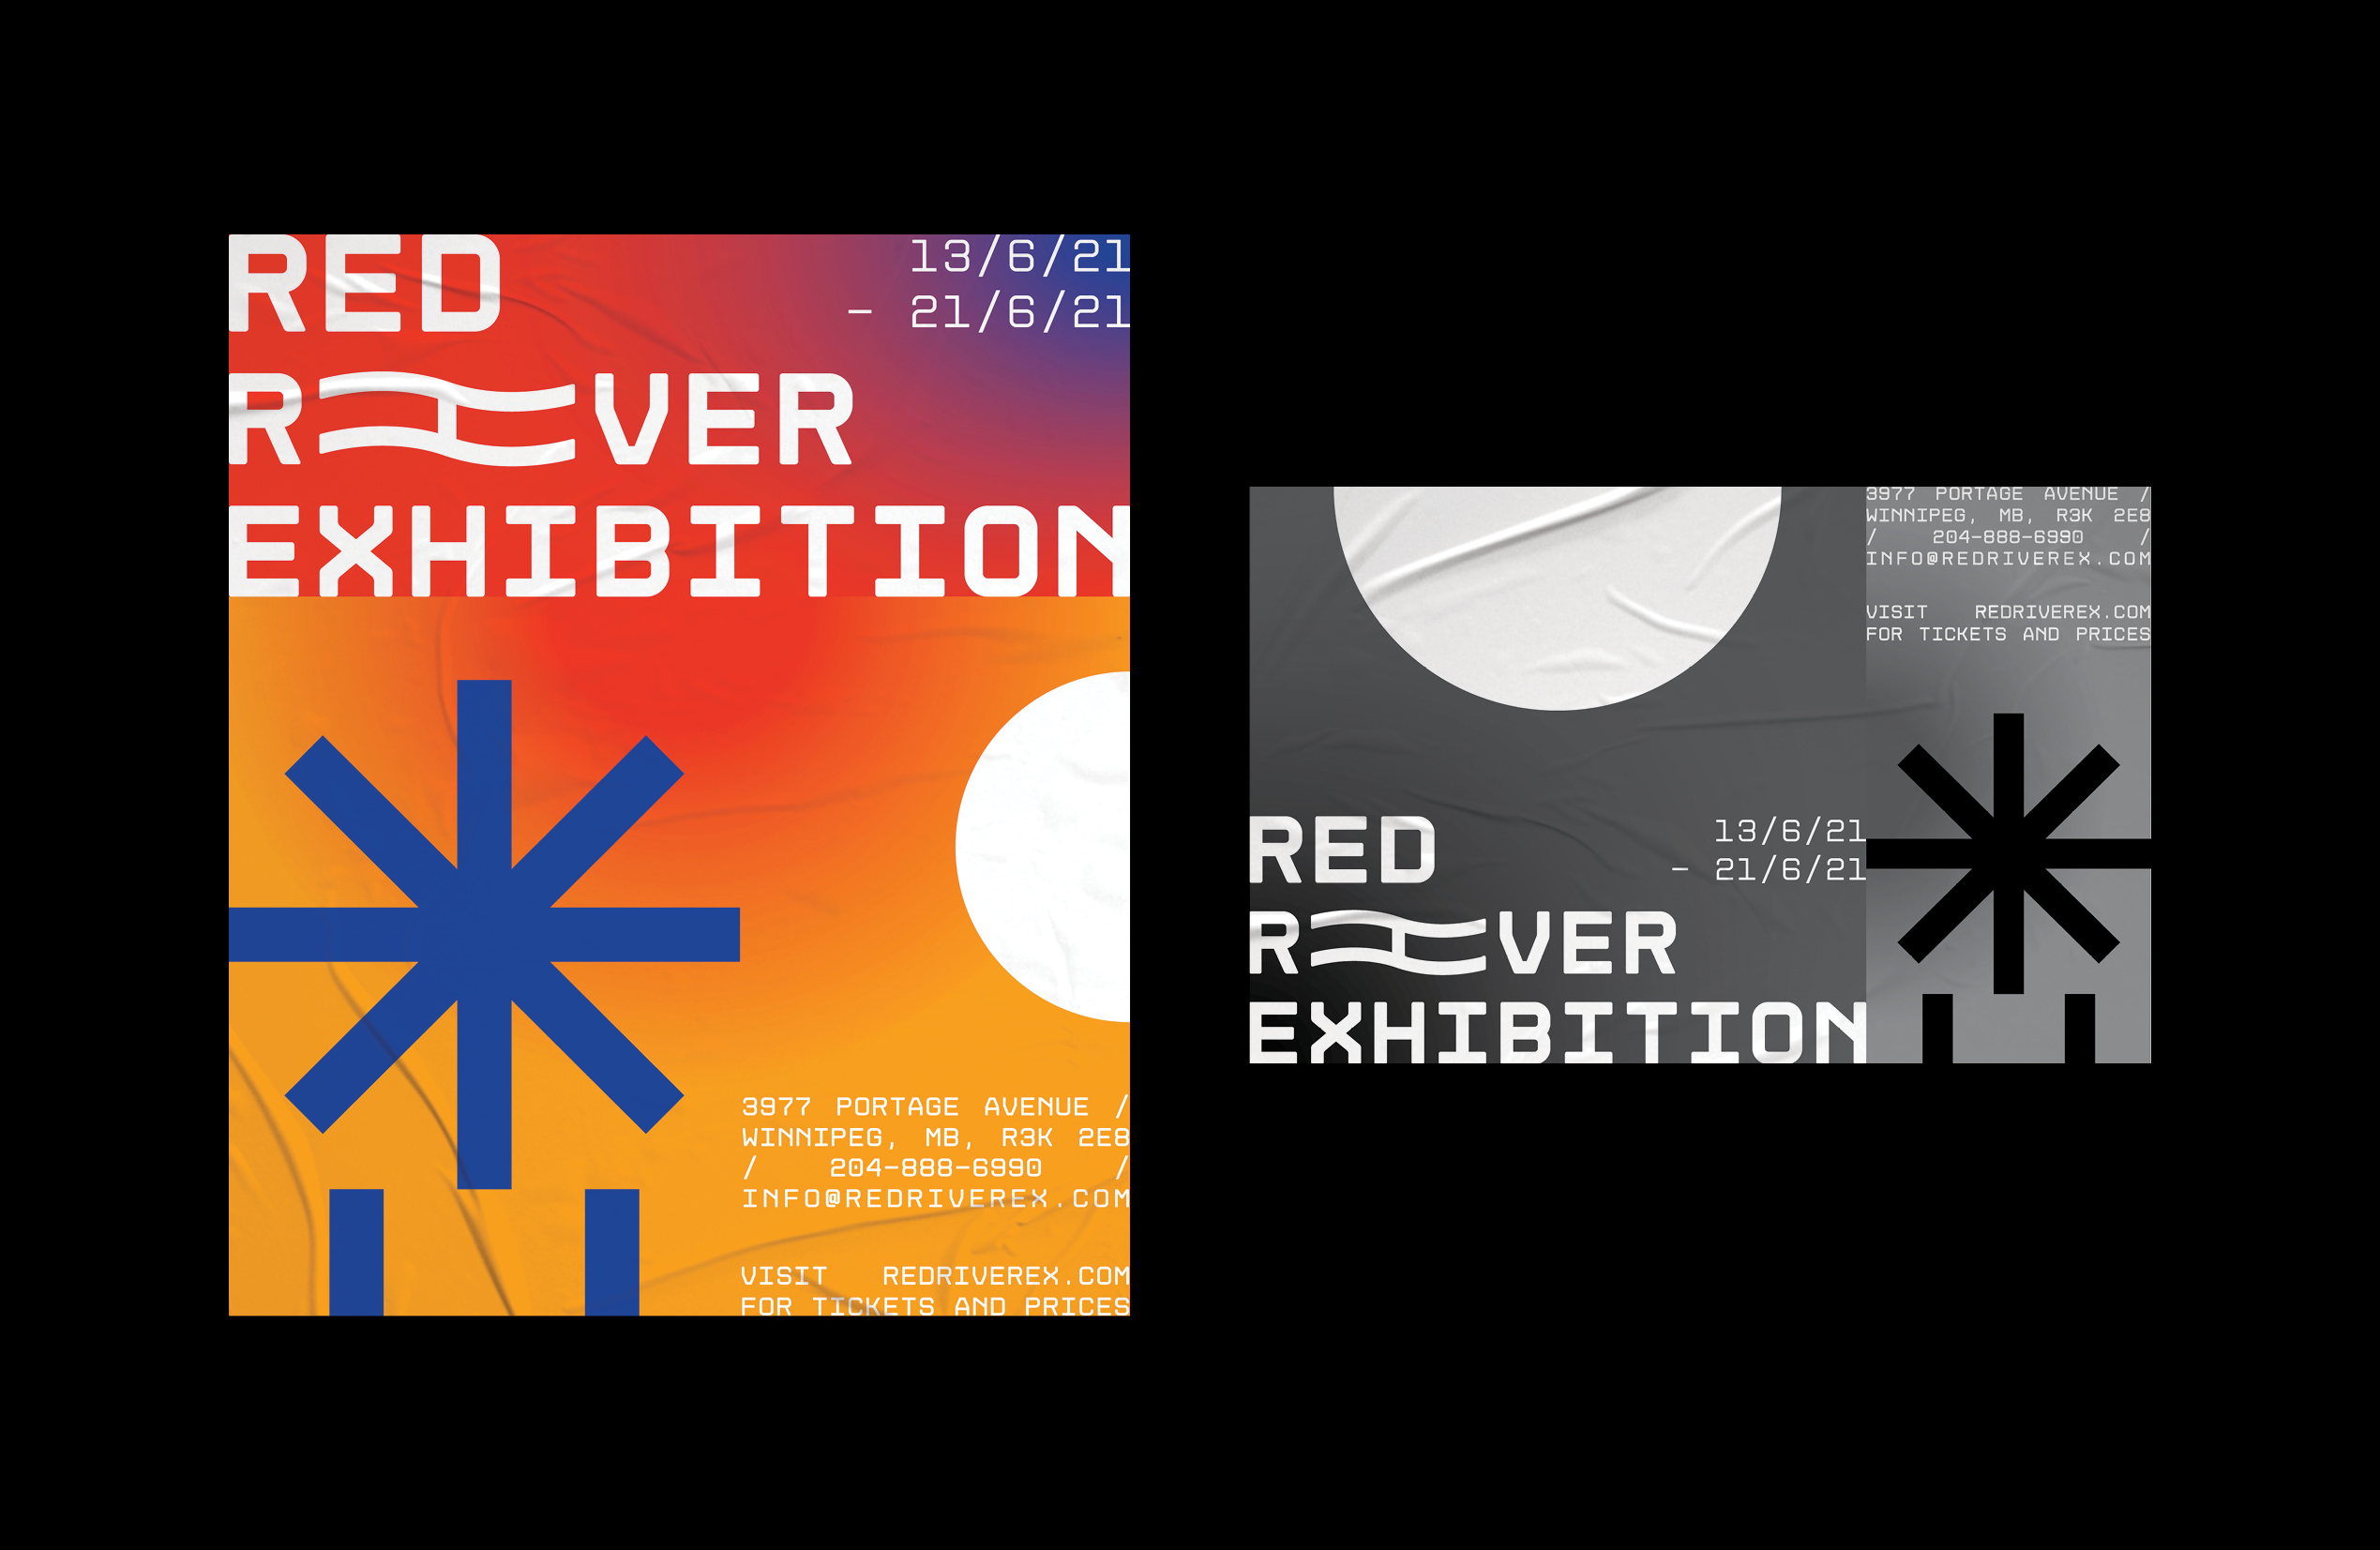 RED
RIVER
EXHIBITION
13/6/21
– 21/6/21
3977 PORTAGE AVENUE /
WINNIPEG, MB, R3K 2E8
/ 204-888-6990 /
INFO@REDRIVEREX.COM
VISIT REDRIVEREX.COM
FOR TICKETS AND PRICES
3977 PORTAGE AVENUE /
WINNIPEG, MB, R3K 2E8
/ 204-888-6990 /
INFO@REDRIVEREX.COM
VISIT REDRIVEREX.COM
FOR TICKETS AND PRICES
RED
RIVER
EXHIBITION
13/6/21
– 21/6/21